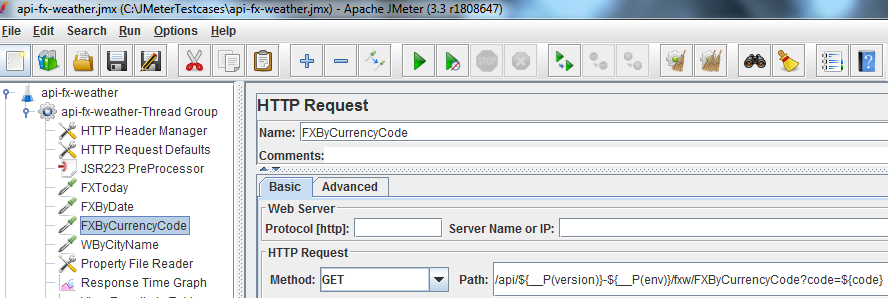 api-fx-weather.jmx (C:\JMeterTestcases\api-fx-weather.jmx) - Apache JMeter (3.3 r1808647)
File Edit Search Run Options Help
STOP
api-fx-weather
api-fx-weather-Thread Group
HTTP Header Manager
HTTP Request Defaults
JSR223 PreProcessor
FXToday
FXByDate
FXByCurrencyCode
WByCityName
Property File Reader
Response Time Graph
HTTP Request
Name: FXByCurrencyCode
Comments:
Basic Advanced
Web Server
Protocol [http]: Server Name or IP:
HTTP Request
Method: GET Path: /api/${__P(version)}-${__P(env)}/fxw/FXByCurrencyCode?code=${code}